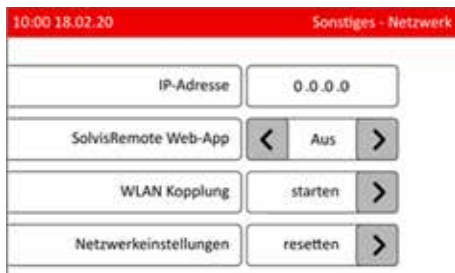 10:00 18.02.20 Sonstiges - Netzwerk
IP-Adresse 0.0.0.0
SolvisRemote Web-App Aus
WLAN Kopplung starten
Netzwerkeinstellungen resetten